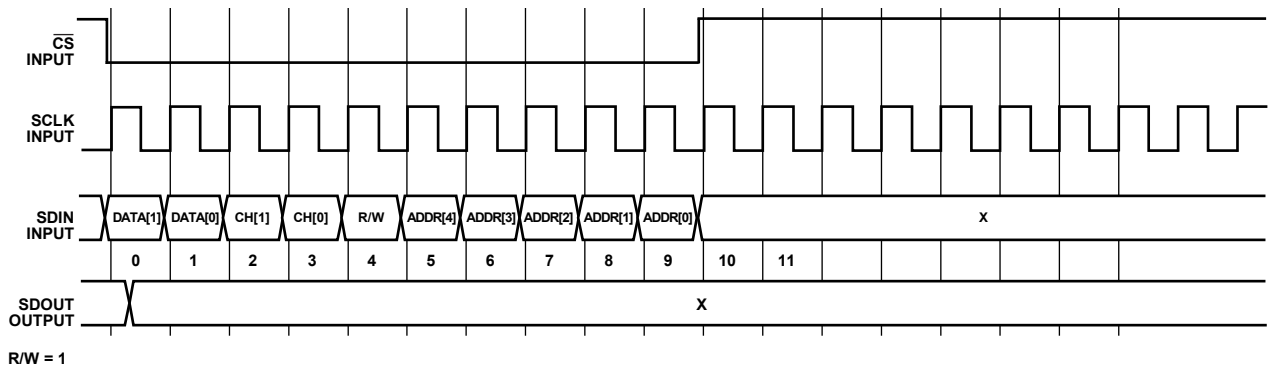 CS
INPUT
SCLK
INPUT
SDIN
INPUT
DATA[1] DATA[0] CH[1] CH[0] R/W ADDR[4] ADDR[3] ADDR[2] ADDR[1] ADDR[0] X
0 1 2 3 4 5 6 7 8 9 10 11
SDOUT
OUTPUT
X
R/W = 1